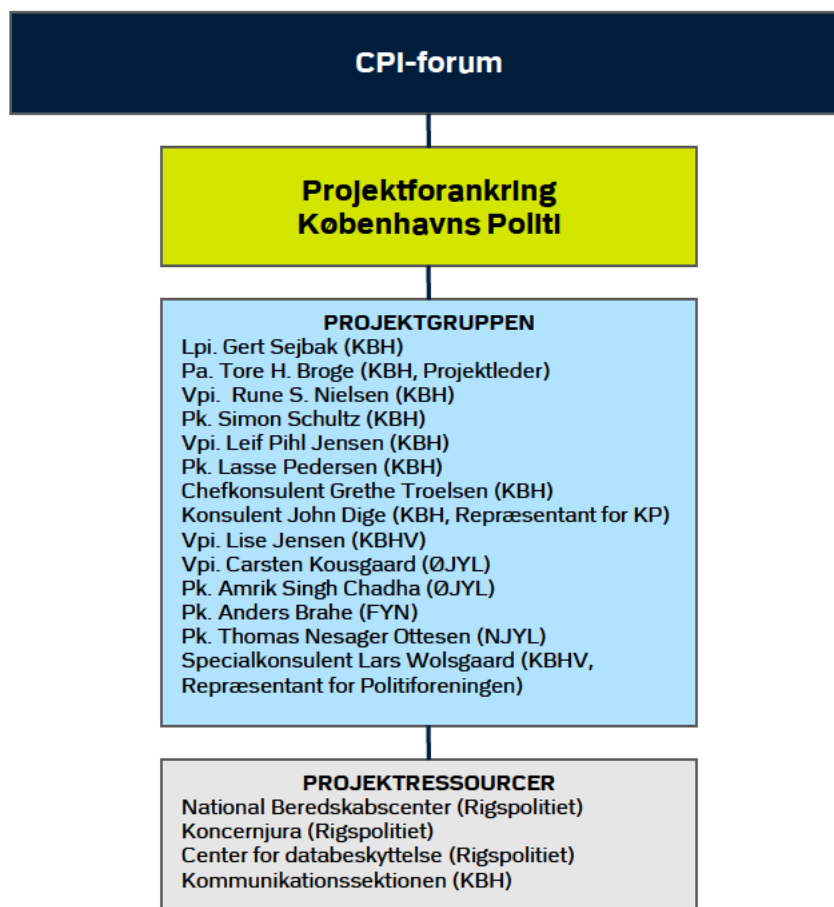 CPI-forum
Projektforankring
Københavns Politi
PROJEKTGRUPPEN
Lpi. Gert Sejbak (KBH)
Pa. Tore H. Broge (KBH, Projektleder)
Vpi. Rune S. Nielsen (KBH)
Pk. Simon Schultz (KBH)
Vpi. Leif Pihl Jensen (KBH)
Pk. Lasse Pedersen (KBH)
Chefkonsulent Grethe Troelsen (KBH)
Konsulent John Dige (KBH, Repræsentant for KP)
Vpi. Lise Jensen (KBHV)
Vpi. Carsten Kousgaard (ØJYL)
Pk. Amrik Singh Chadha (ØJYL)
Pk. Anders Brahe (FYN)
Pk. Thomas Nesager Ottesen (NJYL)
Specialkonsulent Lars Wolsgaard (KBHV,
Repræsentant for Politiforeningen)
PROJEKTRESSOURCER
National Beredskabscenter (Rigspolitiet)
Koncernjura (Rigspolitiet)
Center for databeskyttelse (Rigspolitiet)
Kommunikationssektionen (KBH)